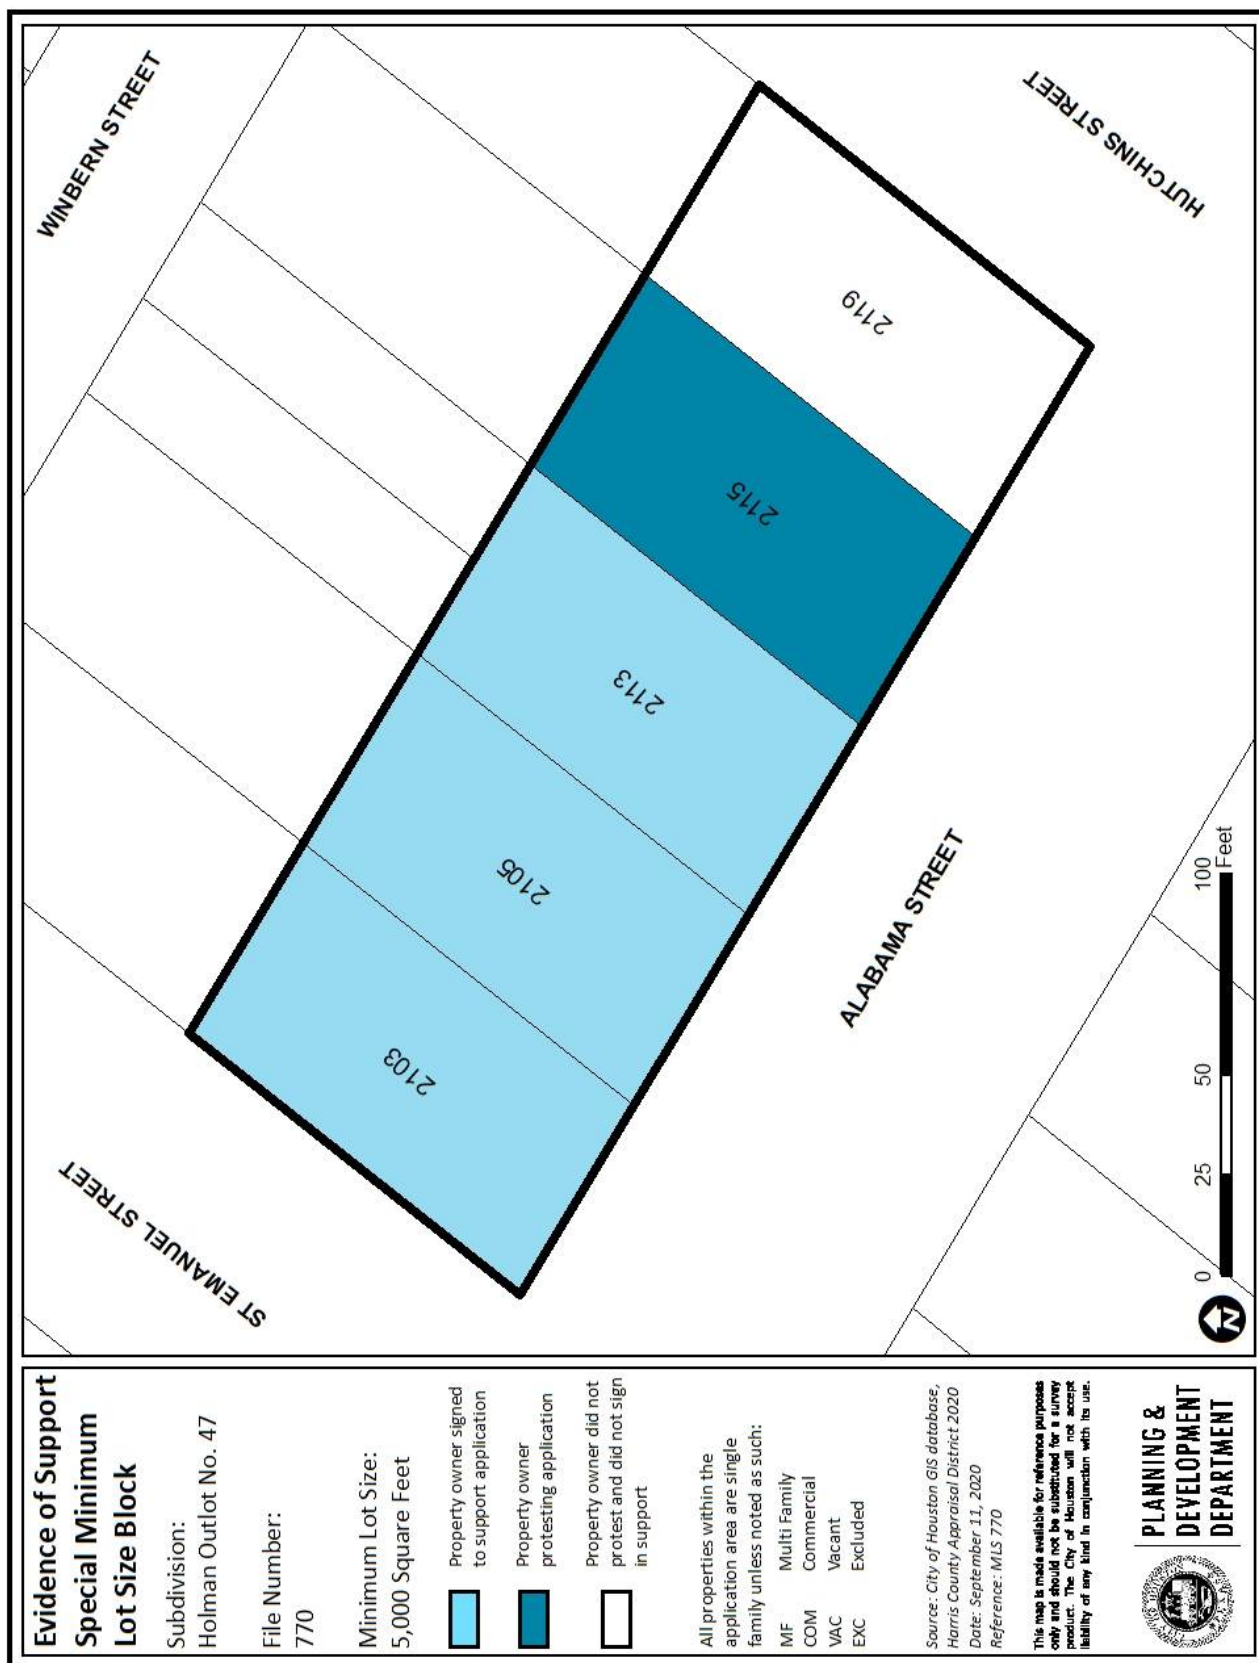 Evidence of Support
Special Minimum
Lot Size Block
Subdivision:
Holman Outlot No. 47
File Number:
770
Minimum Lot Size:
5,000 Square Feet
Property owner signed
to support application
Property owner
protesting application
Property owner did not
protest and did not sign
in support
All properties within the
application area are single
family unless noted as such:
MF Multi Family
COM Commercial
VAC Vacant
EXC Excluded
Source: City of Houston GIS database,
Harris County Appraisal District 2020
Date: September 11, 2020
Reference: MLS 770
This map is made available for reference purposes
only and should not be substituted for a survey
product. The City of Houston will not accept
liability of any kind in conjunction with its use.
PLANNING &
DEVELOPMENT
DEPARTMENT
WINBERN STREET
ST EMANUEL STREET
HUTCHINS STREET
ALABAMA STREET
2103
2105
2113
2115
2119
N
0 25 50 100
Feet